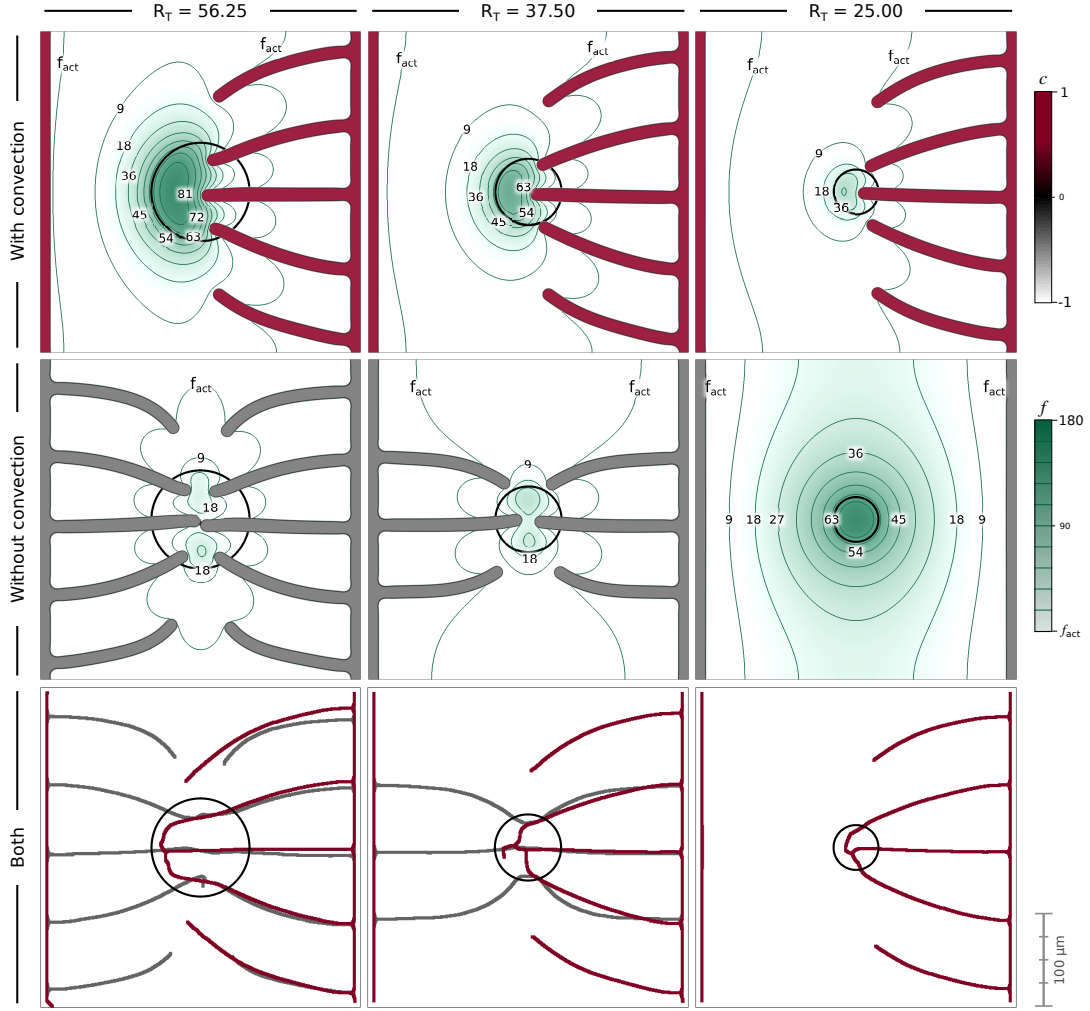 R_T = 56.25
R_T = 37.50
R_T = 25.00
With convection
f_act
f_act
9
18
36
81
45
72
54
63
f_act
f_act
9
18
36
63
54
45
f_act
f_act
9
18
36
c
1
0
-1
Without convection
f_act
9
18
18
f_act
f_act
9
18
f_act
f_act
36
9
18
27
63
45
18
9
54
f
180
90
f_act
Both
100 μm